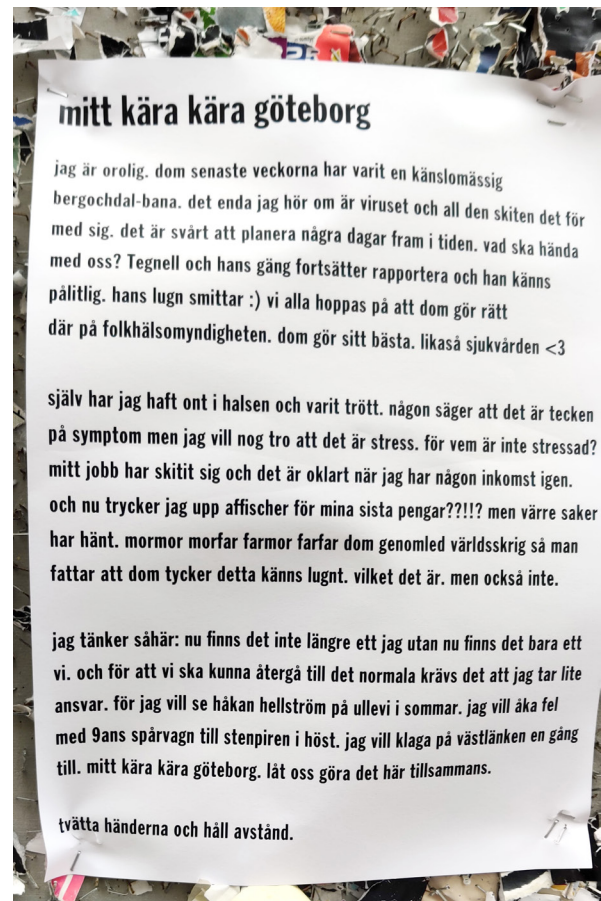 mitt kära kära göteborg
jag är orolig. dom senaste veckorna har varit en känslomässig
bergochdal-bana. det enda jag hör om är viruset och all den skiten det för
med sig. det är svårt att planera några dagar fram i tiden. vad ska hända
med oss? Tegnell och hans gäng fortsätter rapportera och han känns
pålitlig. hans lugn smittar :) vi alla hoppas på att dom gör rätt
där på folkhälsomyndigheten. dom gör sitt bästa. likaså sjukvården <3
själv har jag haft ont i halsen och varit trött. någon säger att det är tecken
på symptom men jag vill nog tro att det är stress. för vem är inte stressad?
mitt jobb har skitit sig och det är oklart när jag har någon inkomst igen.
och nu trycker jag upp affischer för mina sista pengar??!!? men värre saker
har hänt. mormor morfar farmor farfar dom genomled världsskrig så man
fattar att dom tycker detta känns lugnt. vilket det är. men också inte.
jag tänker såhär: nu finns det inte längre ett jag utan nu finns det bara ett
vi. och för att vi ska kunna återgå till det normala krävs det att jag tar lite
ansvar. för jag vill se håkan hellström på ullevi i sommar. jag vill åka fel
med 9ans spårvagn till stenpiren i höst. jag vill klaga på västlänken en gång
till. mitt kära kära göteborg. låt oss göra det här tillsammans.
tvätta händerna och håll avstånd.